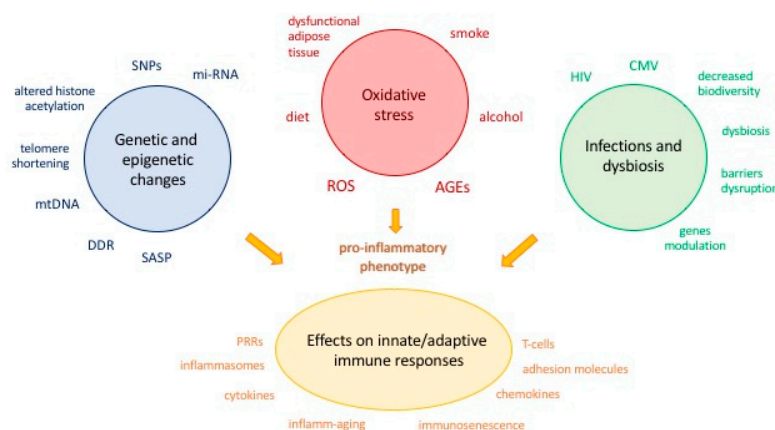 SNPs
mi-RNA
altered histone
acetylation
telomere
shortening
mtDNA
DDR
SASP
Genetic and
epigenetic
changes
dysfunctional
adipose
tissue
smoke
diet
alcohol
ROS
AGEs
Oxidative
stress
HIV
CMV
decreased
biodiversity
dysbiosis
barriers
dysruption
genes
modulation
Infections and
dysbiosis
pro-inflammatory
phenotype
Effects on innate/adaptive
immune responses
PRRs
inflammasomes
cytokines
inflamm-aging
immunosenescence
chemokines
adhesion molecules
T-cells